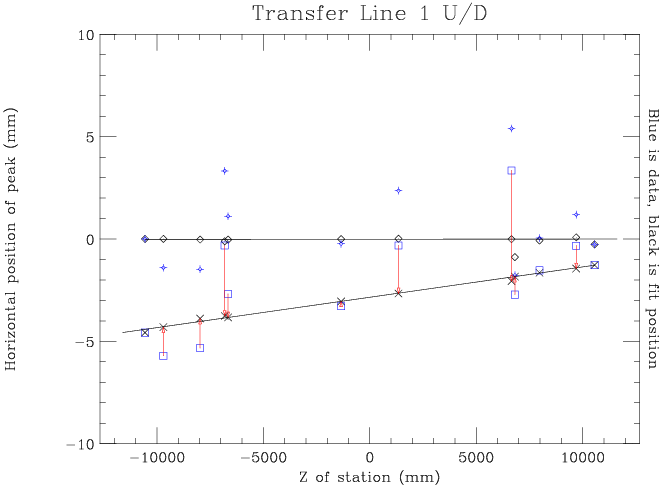 Transfer Line 1 U/D
Horizontal position of peak (mm)
10
5
0
−5
−10
−10000 −5000 0 5000 10000
Z of station (mm)
Blue is data, black is fit position